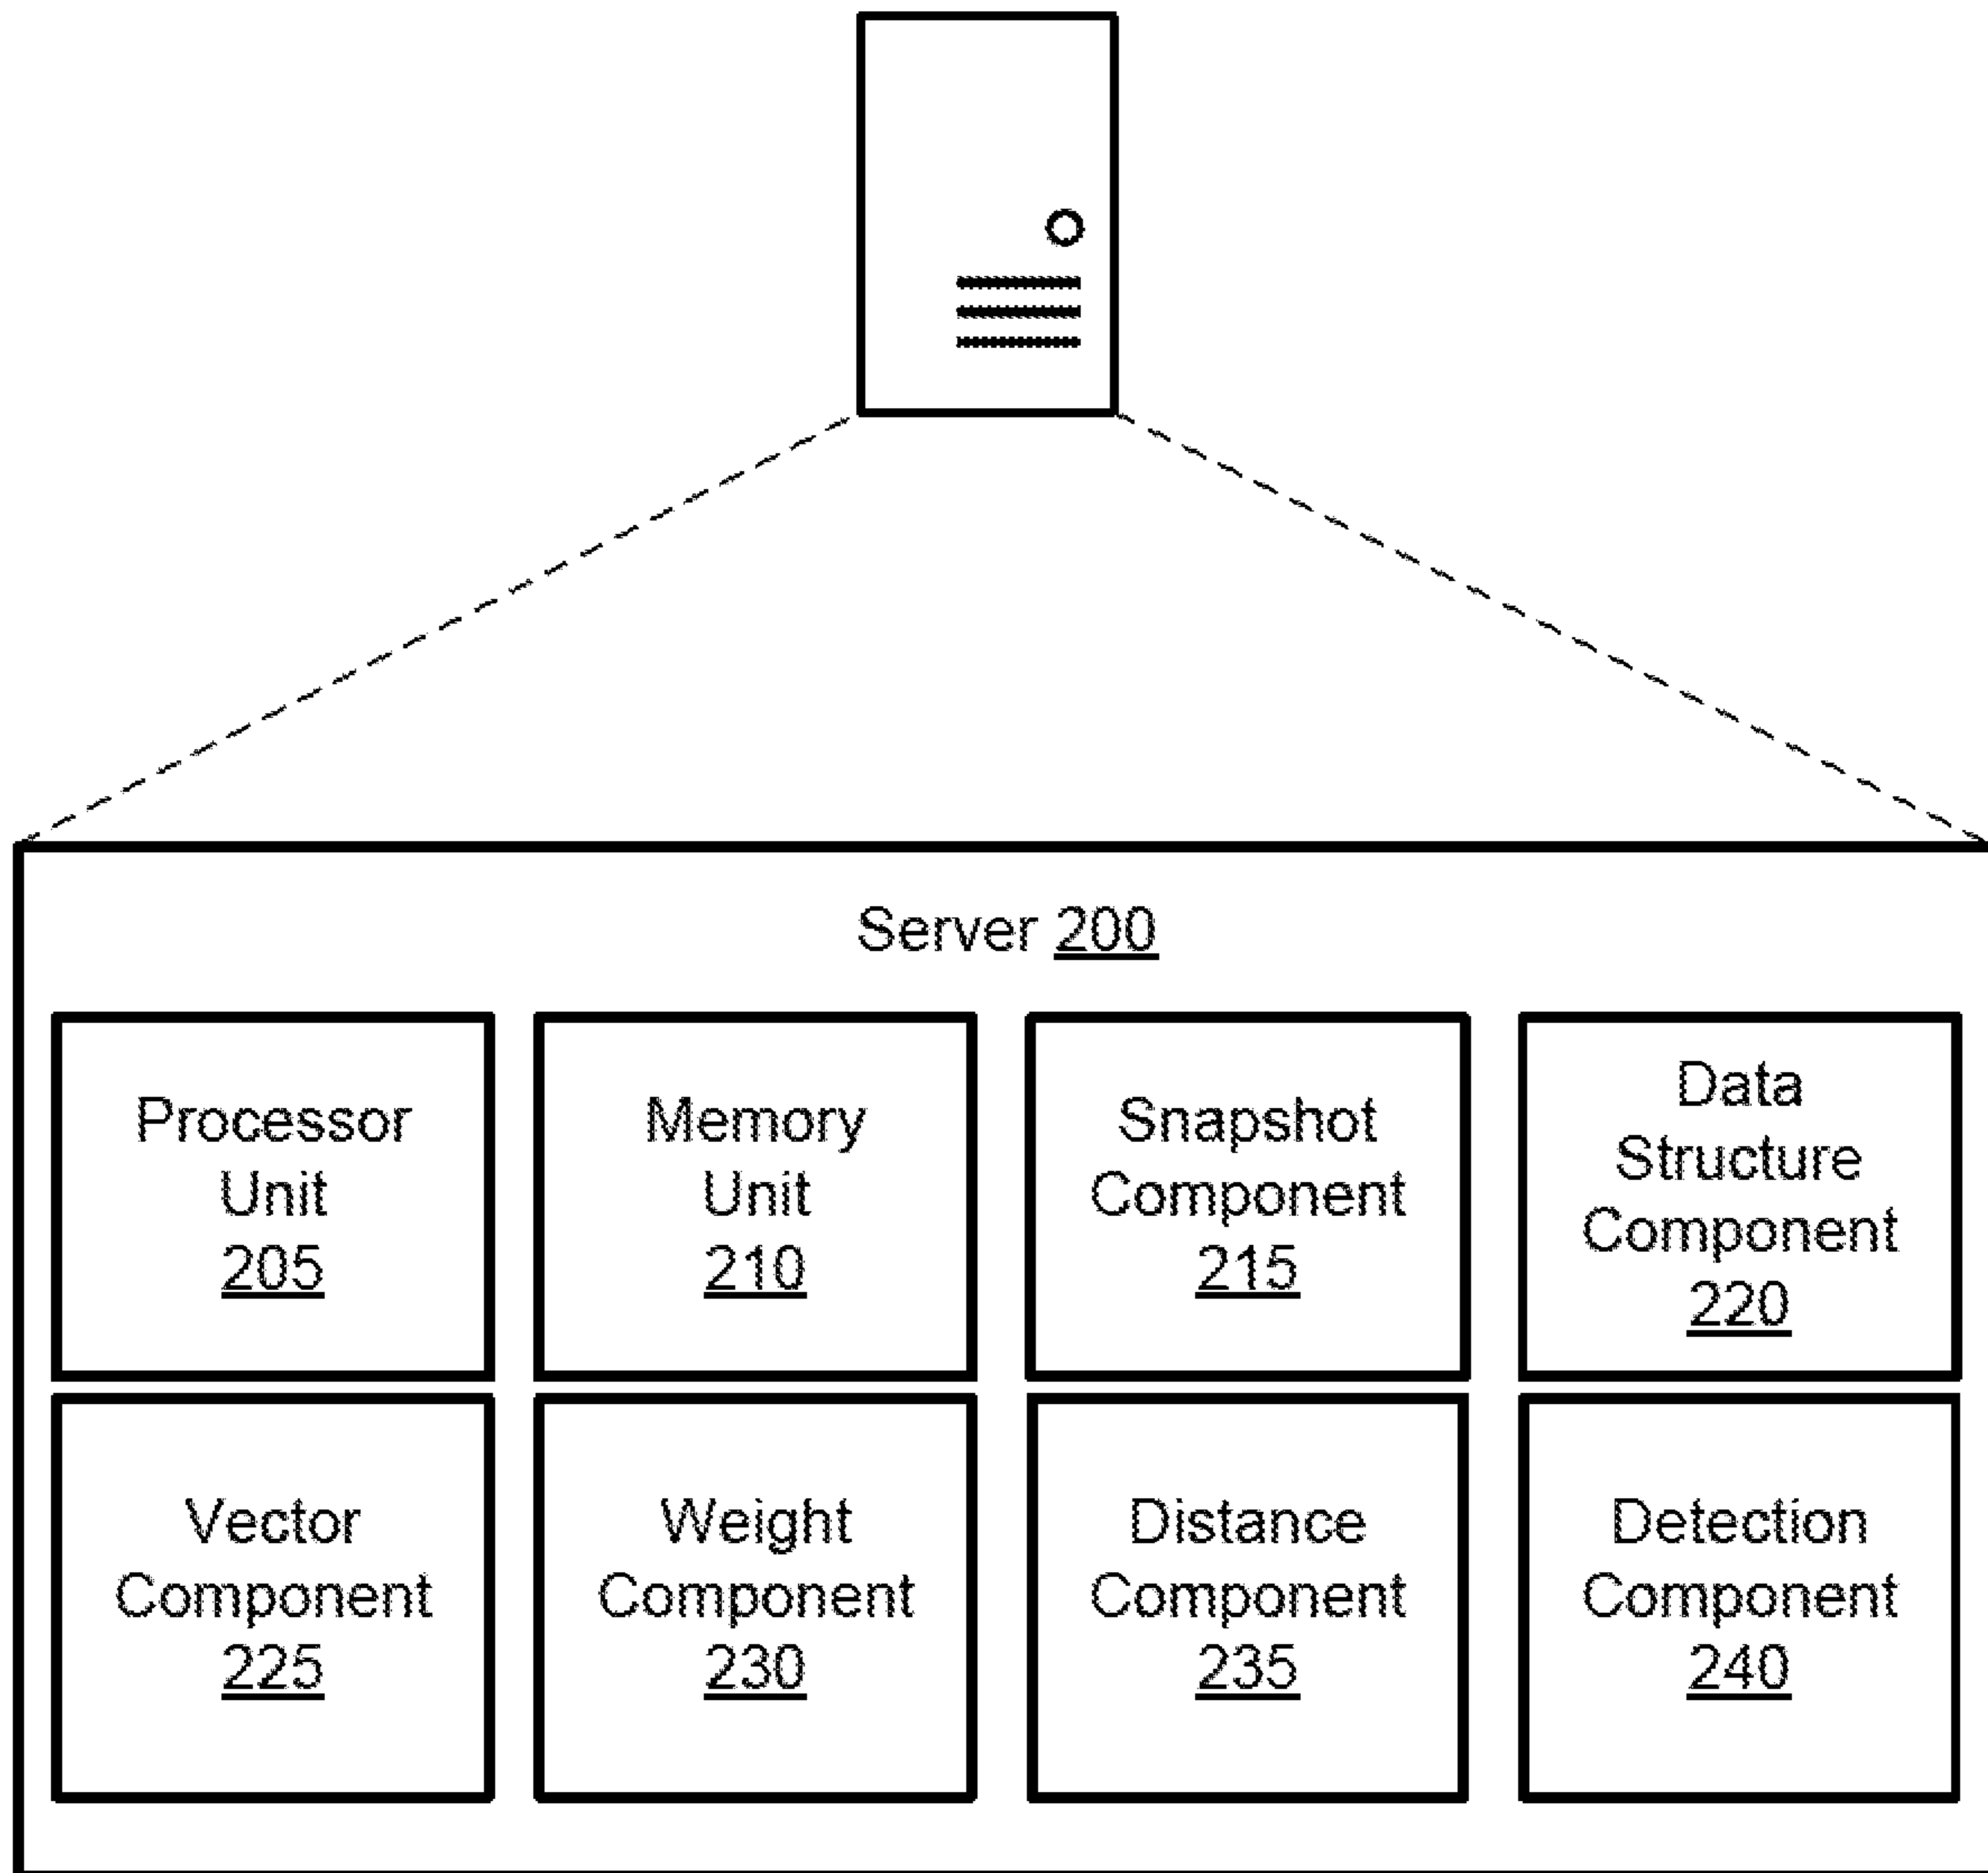 Server 200
Processor
Unit
205
Memory
Unit
210
Snapshot
Component
215
Data
Structure
Component
220
Vector
Component
225
Weight
Component
230
Distance
Component
235
Detection
Component
240